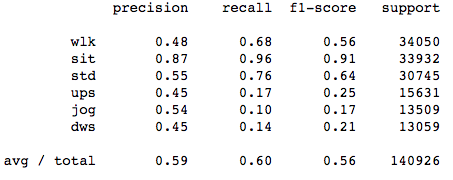 precision recall f1-score support
wlk 0.48 0.68 0.56 34050
sit 0.87 0.96 0.91 33932
std 0.55 0.76 0.64 30745
ups 0.45 0.17 0.25 15631
jog 0.54 0.10 0.17 13509
dws 0.45 0.14 0.21 13059
avg / total 0.59 0.60 0.56 140926